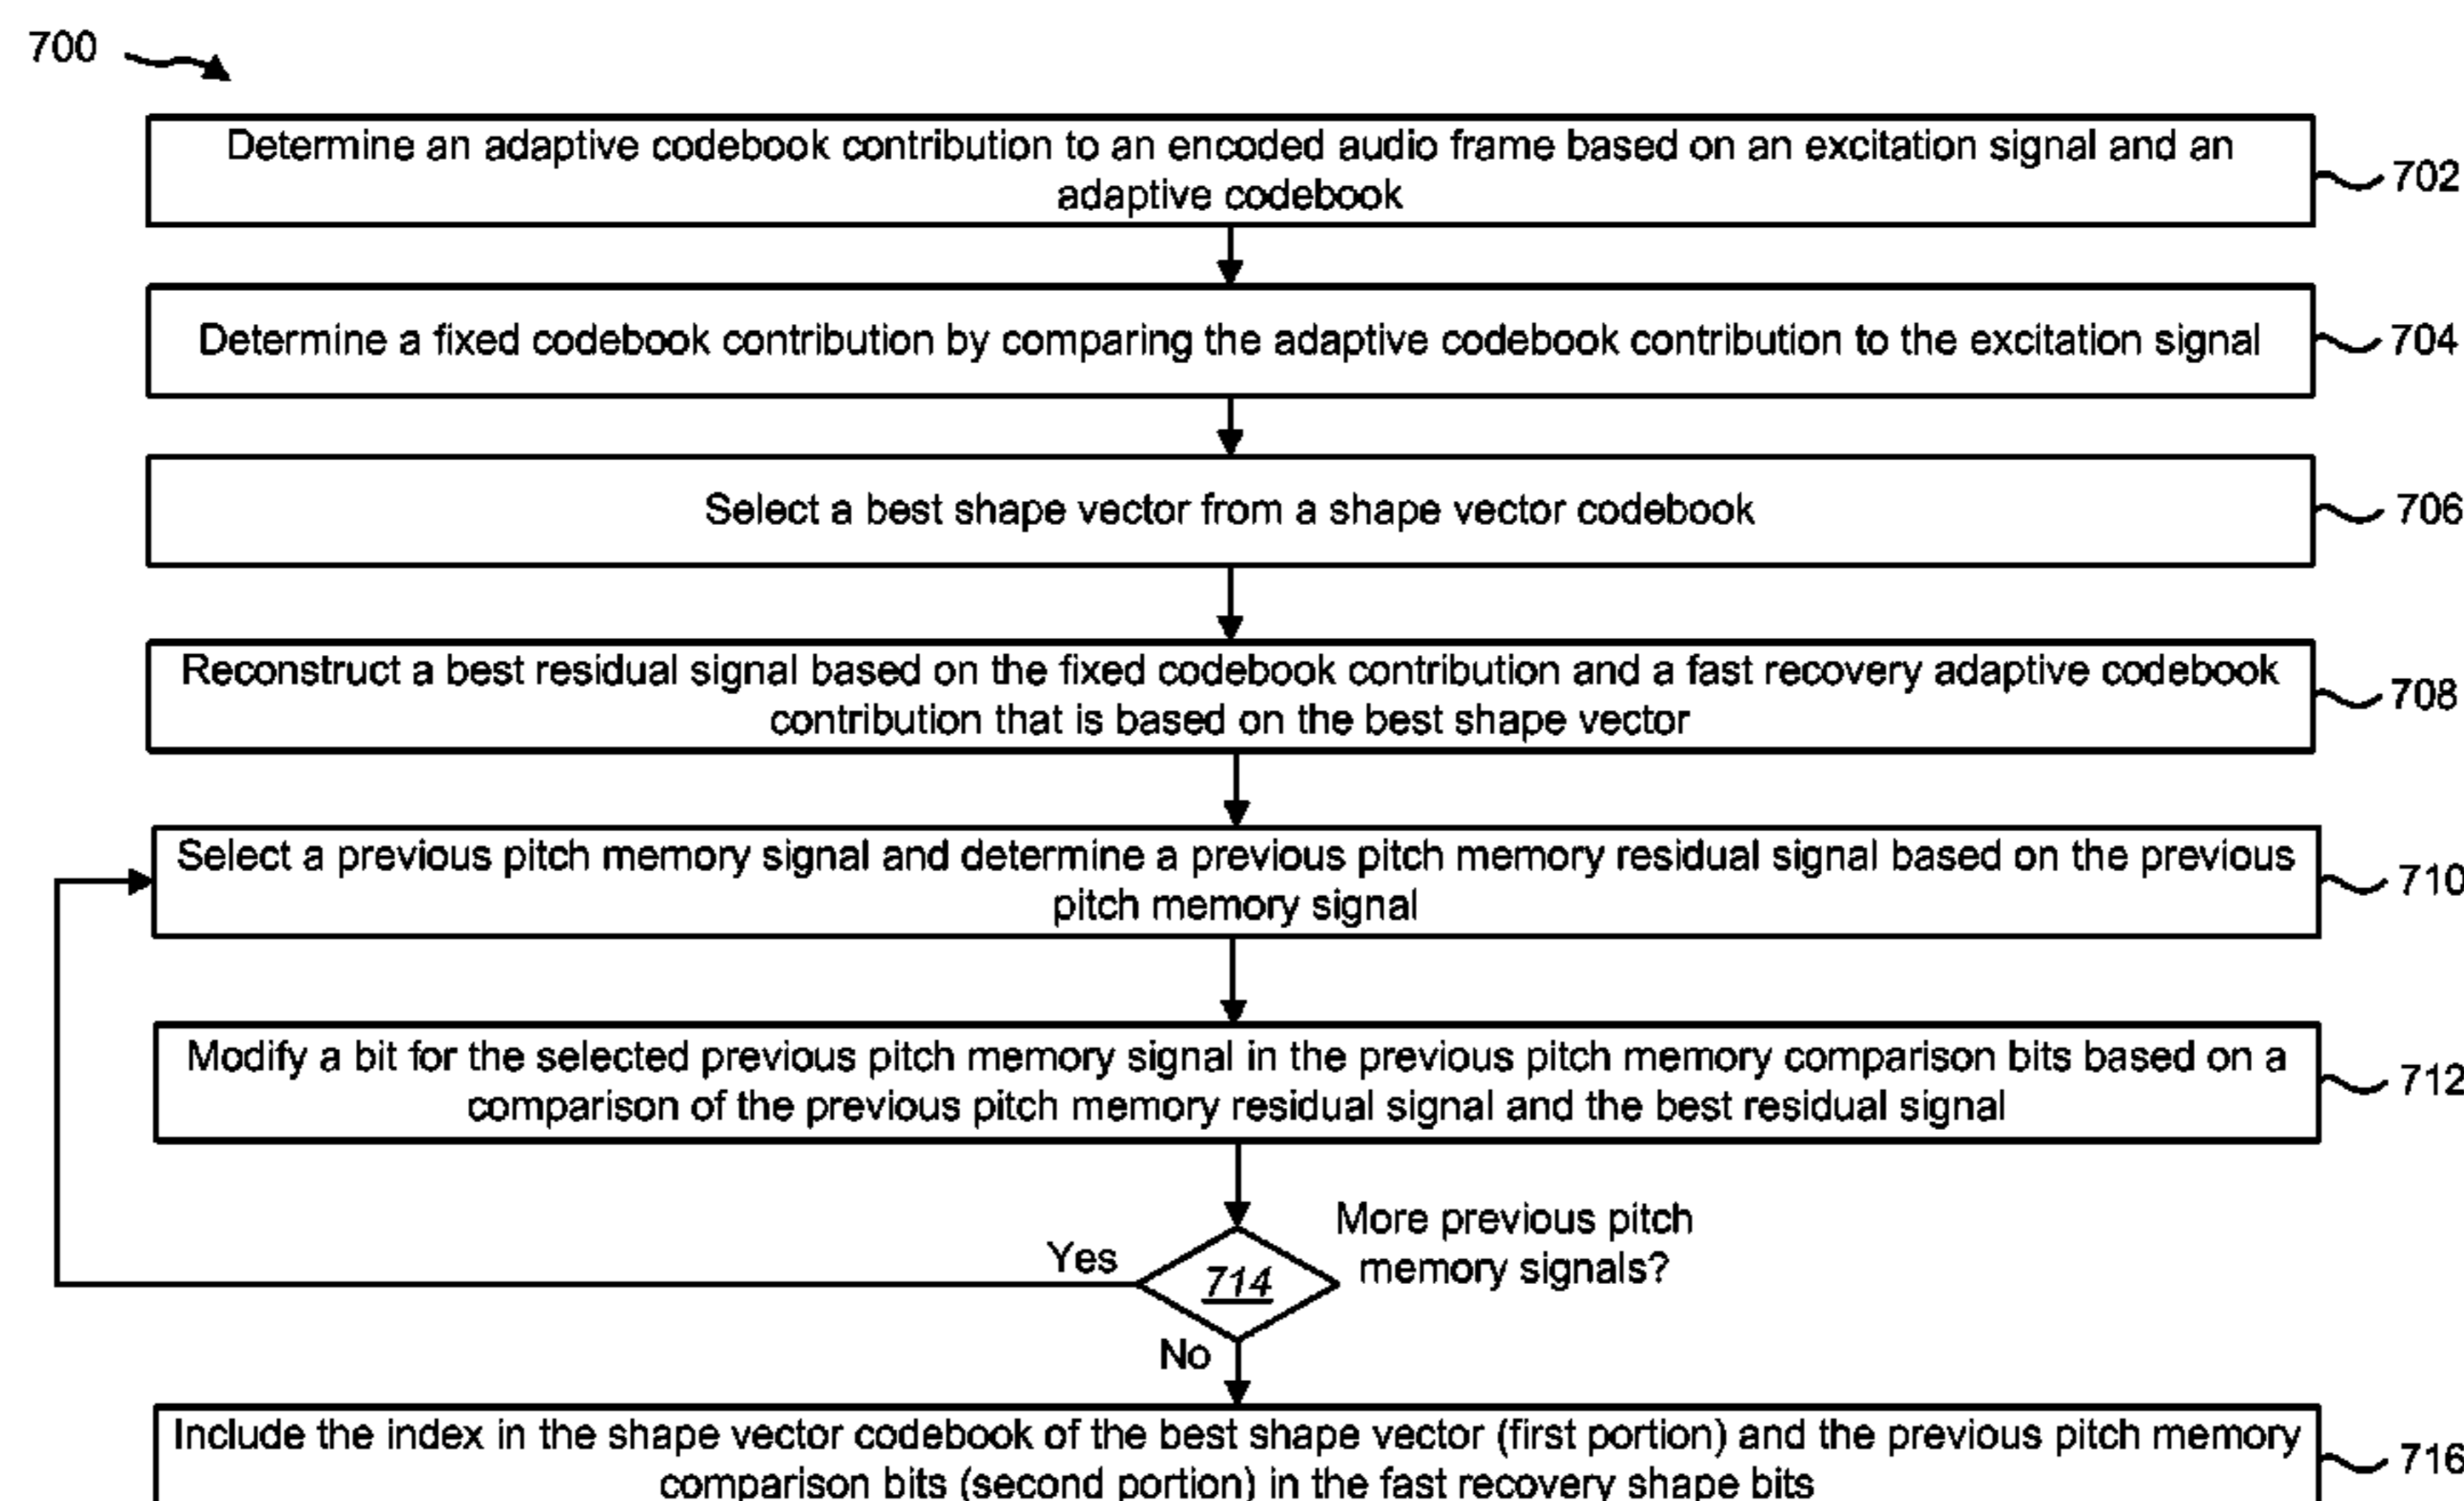 700
Determine an adaptive codebook contribution to an encoded audio frame based on an excitation signal and an
adaptive codebook
702
Determine a fixed codebook contribution by comparing the adaptive codebook contribution to the excitation signal
704
Select a best shape vector from a shape vector codebook
706
Reconstruct a best residual signal based on the fixed codebook contribution and a fast recovery adaptive codebook
contribution that is based on the best shape vector
708
Select a previous pitch memory signal and determine a previous pitch memory residual signal based on the previous
pitch memory signal
710
Modify a bit for the selected previous pitch memory signal in the previous pitch memory comparison bits based on a
comparison of the previous pitch memory residual signal and the best residual signal
712
More previous pitch
memory signals?
Yes
714
No
Include the index in the shape vector codebook of the best shape vector (first portion) and the previous pitch memory
comparison bits (second portion) in the fast recovery shape bits
716